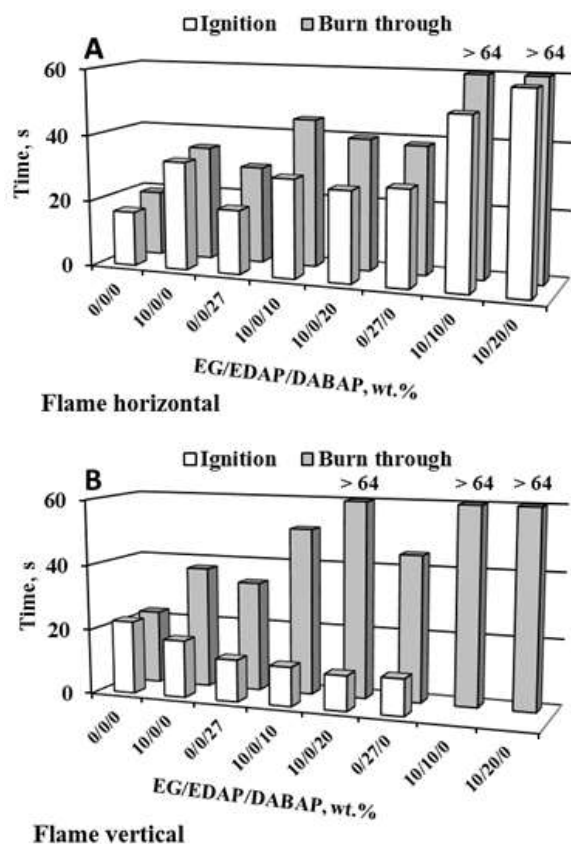 A
Ignition Burn through
> 64 > 64
60
40
20
0
Time, s
0/0/0 10/0/0 0/0/27 10/0/10 10/0/20 0/27/0 10/10/0 10/20/0
EG/EDAP/DABAP, wt.%
Flame horizontal
B
Ignition Burn through
> 64 > 64 > 64
60
40
20
0
Time, s
0/0/0 10/0/0 0/0/27 10/0/10 10/0/20 0/27/0 10/10/0 10/20/0
EG/EDAP/DABAP, wt.%
Flame vertical